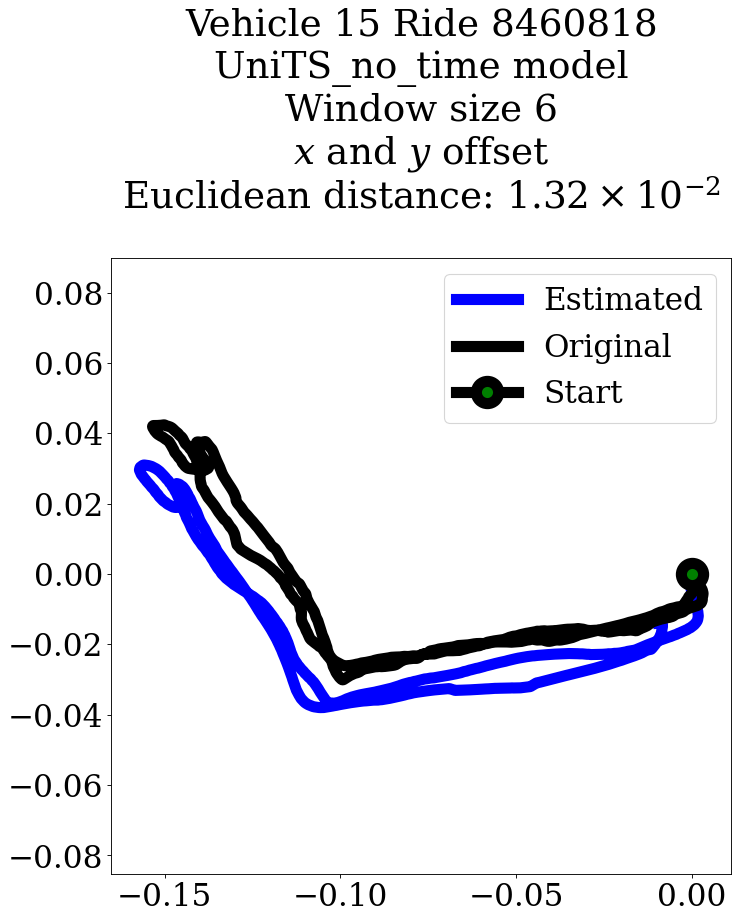 Vehicle 15 Ride 8460818
UniTS_no_time model
Window size 6
x and y offset
Euclidean distance: 1.32 × 10⁻²
Estimated
Original
Start
0.08
0.06
0.04
0.02
0.00
−0.02
−0.04
−0.06
−0.08
−0.15
−0.10
−0.05
0.00